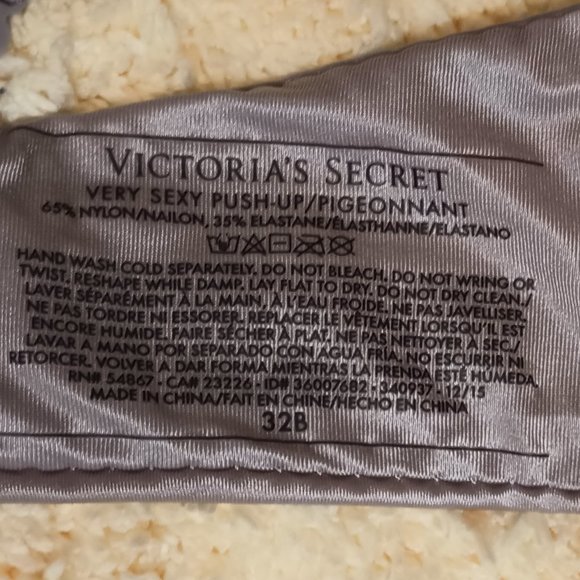 VICTORIA'S SECRET
VERY SEXY PUSH-UP/PIGEONNANT
65% NYLON/NAILON, 35% ELASTANE/ÉLASTHANNE/ELASTANO
HAND WASH COLD SEPARATELY. DO NOT BLEACH. DO NOT WRING OR
TWIST. RESHAPE WHILE DAMP. LAY FLAT TO DRY. DO NOT DRY CLEAN./
LAVER SÉPARÉMENT À LA MAIN, À L'EAU FROIDE. NE PAS JAVELLISER.
NE PAS TORDRE NI ESSORER. REPLACER LE VÊTEMENT LORSQU'IL EST
ENCORE HUMIDE. FAIRE SÉCHER À PLAT. NE PAS NETTOYER À SEC/
LAVAR A MANO POR SEPARADO CON AGUA FRÍA. NO ESCURRIR NI
RETORCER. VOLVER A DAR FORMA MIENTRAS LA PRENDA ESTÉ HÚMEDA.
RN# 54867 - CA# 23226 - ID# 36007682 - 340937 - 12/15
MADE IN CHINA/FAIT EN CHINE/HECHO EN CHINA
32B